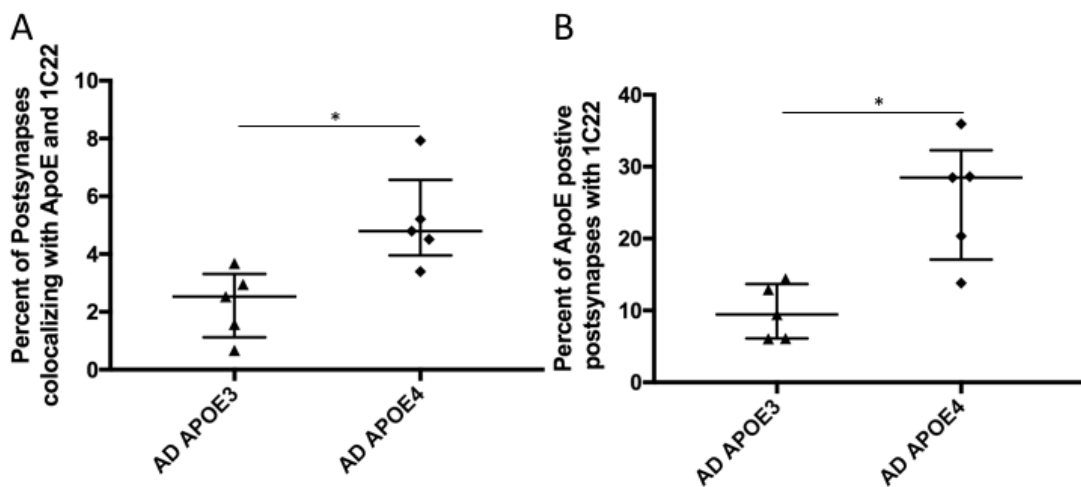 A
Percent of Postsynapses
colocalizing with ApoE and 1C22
10
8
6
4
2
0
*
AD APOE3
AD APOE4
B
Percent of ApoE postive
postsynapses with 1C22
40
30
20
10
0
*
AD APOE3
AD APOE4